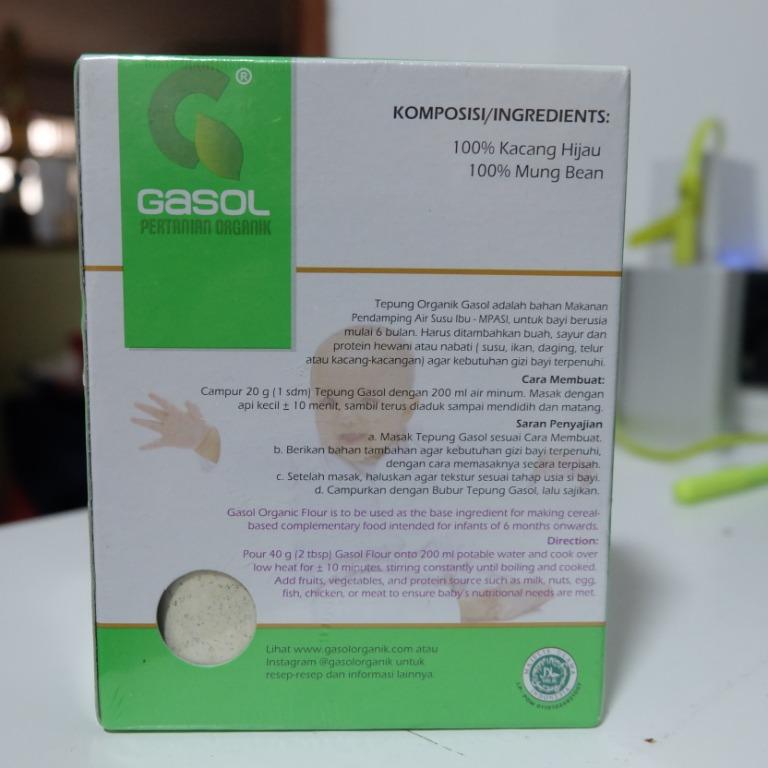 ®
GASOL
PERTANIAN ORGANIK
KOMPOSISI/INGREDIENTS:
100% Kacang Hijau
100% Mung Bean
Tepung Organik Gasol adalah bahan Makanan
Pendamping Air Susu Ibu - MPASI, untuk bayi berusia
mulai 6 bulan. Harus ditambahkan buah, sayur dan
protein hewani atau nabati ( susu, ikan, daging, telur
atau kacang-kacangan) agar kebutuhan gizi bayi terpenuhi.
Cara Membuat:
Campur 20 g (1 sdm) Tepung Gasol dengan 200 ml air minum. Masak dengan
api kecil ± 10 menit, sambil terus diaduk sampai mendidih dan matang.
Saran Penyajian
a. Masak Tepung Gasol sesuai Cara Membuat.
b. Berikan bahan tambahan agar kebutuhan gizi bayi terpenuhi,
dengan cara memasaknya secara terpisah.
c. Setelah masak, haluskan agar tekstur sesuai tahap usia si bayi.
d. Campurkan dengan Bubur Tepung Gasol, lalu sajikan.
Gasol Organic Flour is to be used as the base ingredient for making cereal-
based complementary food intended for infants of 6 months onwards.
Direction:
Pour 40 g (2 tbsp) Gasol Flour onto 200 ml potable water and cook over
low heat for ± 10 minutes, stirring constantly until boiling and cooked.
Add fruits, vegetables, and protein source such as milk, nuts, egg,
fish, chicken, or meat to ensure baby's nutritional needs are met.
Lihat www.gasolorganik.com atau
Instagram @gasolorganik untuk
resep-resep dan informasi lainnya.